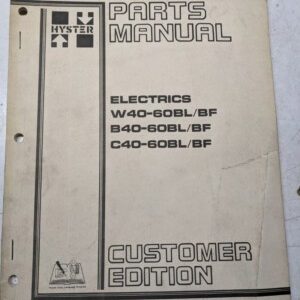 PARTS
MANUAL
HYSTER
ELECTRICS
W40-60BL/BF
B40-60BL/BF
C40-60BL/BF
CUSTOMER
EDITION